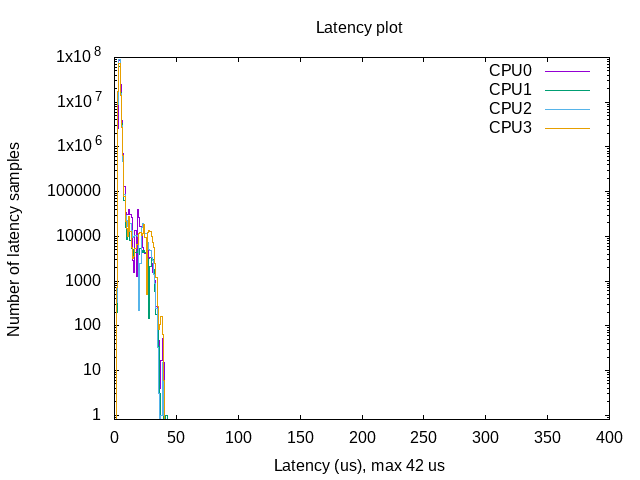 Latency plot
Number of latency samples
1x10^8
1x10^7
1x10^6
100000
10000
1000
100
10
1
CPU0
CPU1
CPU2
CPU3
0 50 100 150 200 250 300 350 400
Latency (us), max 42 us